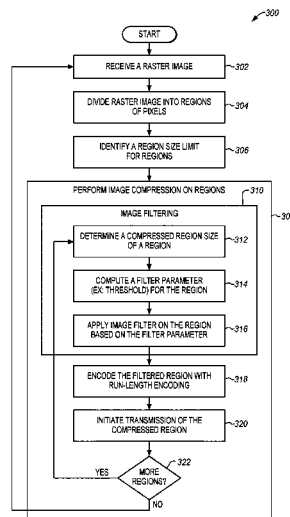 300
START
RECEIVE A RASTER IMAGE
302
DIVIDE RASTER IMAGE INTO REGIONS
OF PIXELS
304
IDENTIFY A REGION SIZE LIMIT
FOR REGIONS
306
PERFORM IMAGE COMPRESSION ON REGIONS
310
30
IMAGE FILTERING
DETERMINE A COMPRESSED REGION SIZE
OF A REGION
312
COMPUTE A FILTER PARAMETER
(EX: THRESHOLD) FOR THE REGION
314
APPLY IMAGE FILTER ON THE REGION
BASED ON THE FILTER PARAMETER
316
ENCODE THE FILTERED REGION WITH
RUN-LENGTH ENCODING
318
INITIATE TRANSMISSION OF THE
COMPRESSED REGION
320
322
YES
MORE
REGIONS?
NO